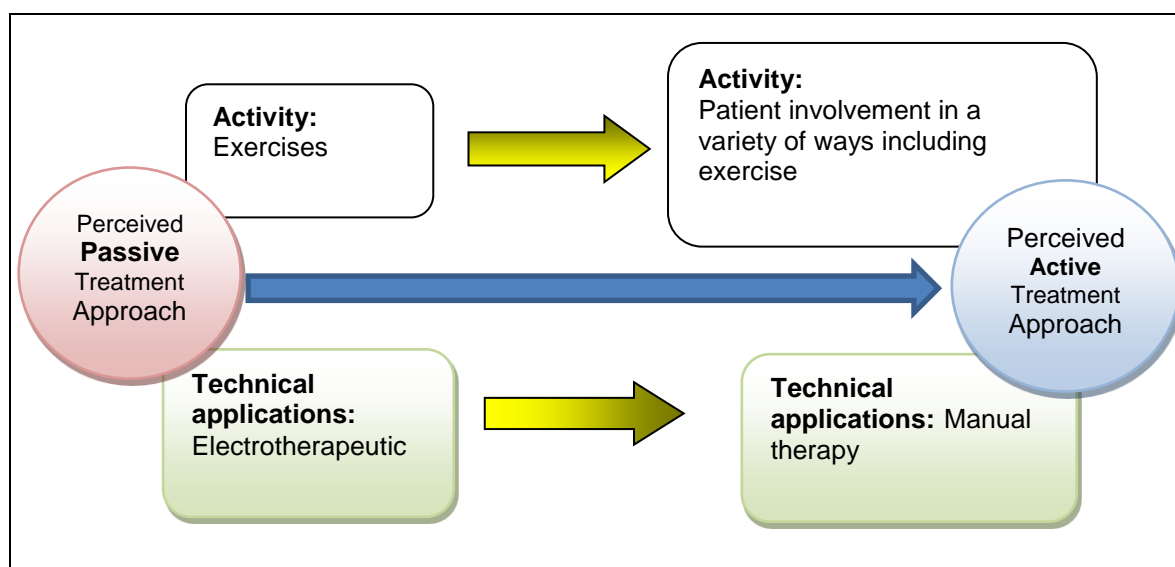 Activity:
Exercises
Activity:
Patient involvement in a
variety of ways including
exercise
Perceived
Passive
Treatment
Approach
Perceived
Active
Treatment
Approach
Technical
applications:
Electrotherapeutic
Technical
applications: Manual
therapy